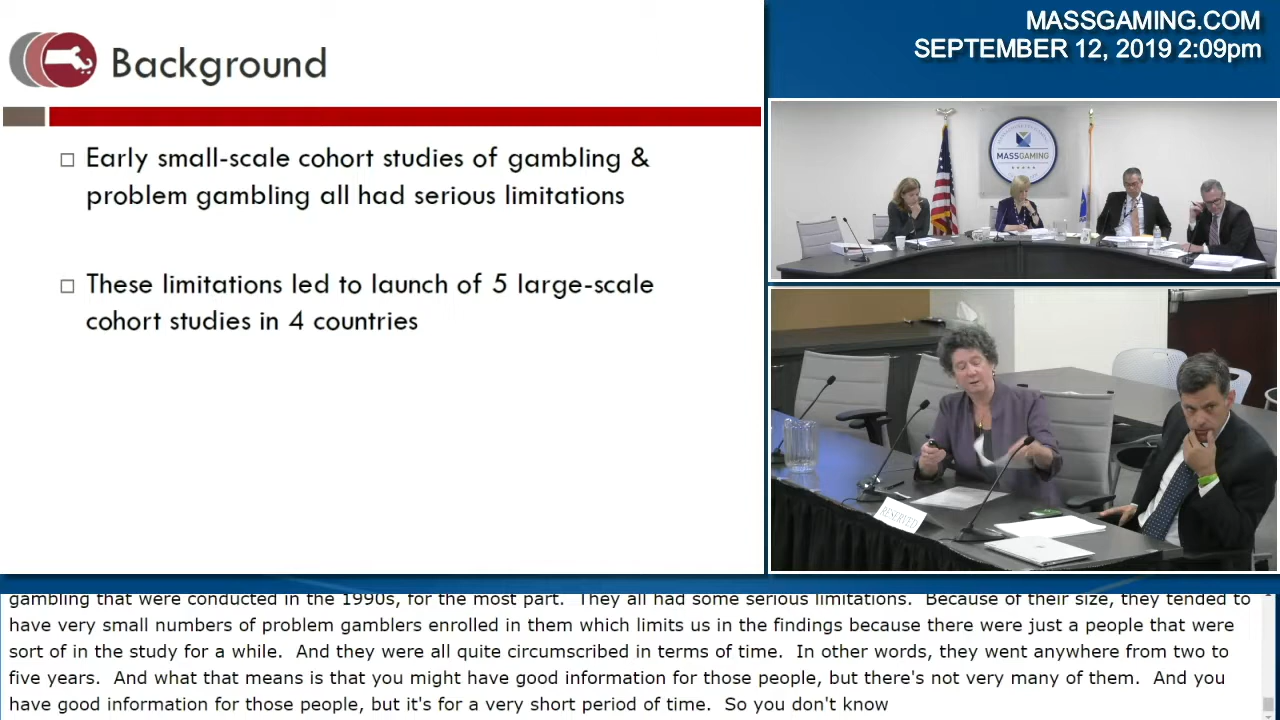 MASSGAMING.COM
SEPTEMBER 12, 2019 2:09pm
Background
Early small-scale cohort studies of gambling &
problem gambling all had serious limitations
These limitations led to launch of 5 large-scale
cohort studies in 4 countries
MASSGAMING
RESERVED
gambling that were conducted in the 1990s, for the most part.  They all had some serious limitations.  Because of their size, they tended to
have very small numbers of problem gamblers enrolled in them which limits us in the findings because there were just a people that were
sort of in the study for a while.  And they were all quite circumscribed in terms of time.  In other words, they went anywhere from two to
five years.  And what that means is that you might have good information for those people, but there's not very many of them.  And you
have good information for those people, but it's for a very short period of time.  So you don't know